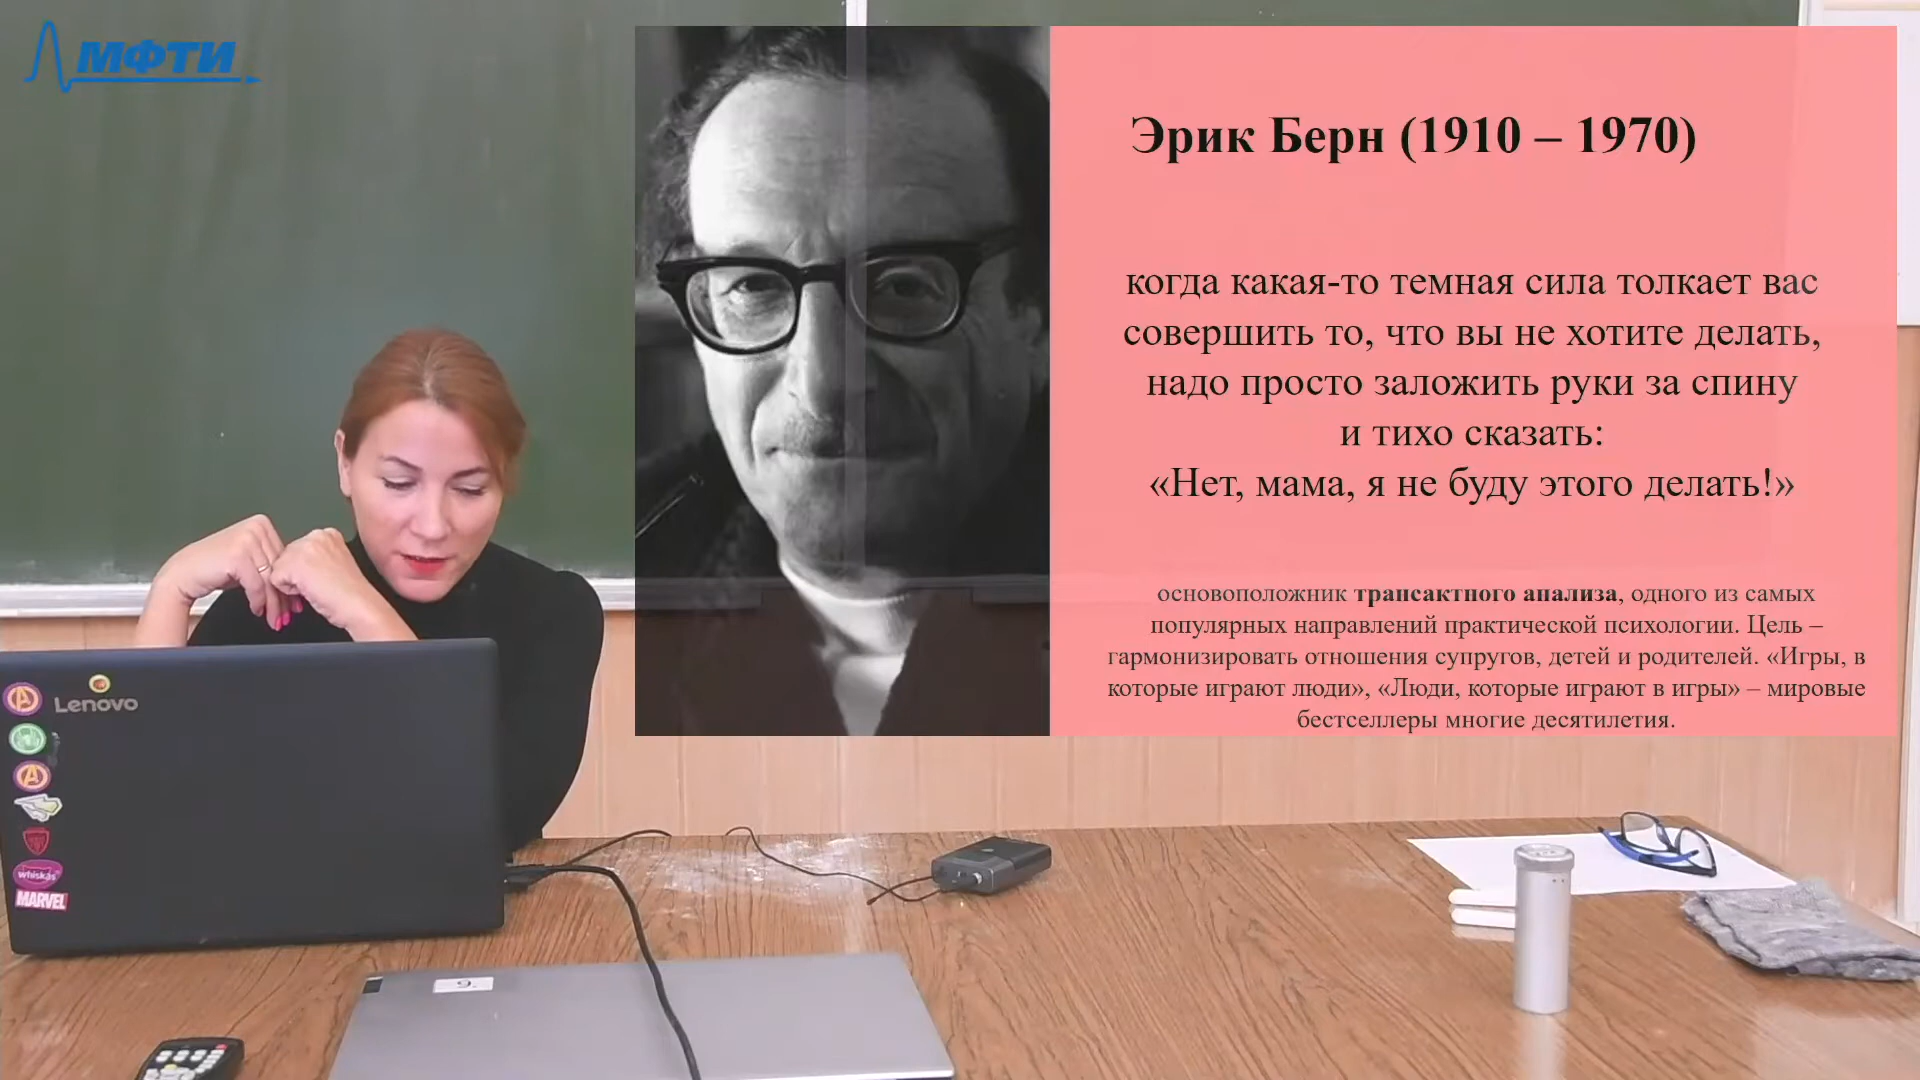 МФТИ
Эрик Берн (1910 – 1970)
когда какая-то темная сила толкает вас
совершить то, что вы не хотите делать,
надо просто заложить руки за спину
и тихо сказать:
«Нет, мама, я не буду этого делать!»
основоположник трансактного анализа, одного из самых
популярных направлений практической психологии. Цель –
гармонизировать отношения супругов, детей и родителей. «Игры, в
которые играют люди», «Люди, которые играют в игры» – мировые
бестселлеры многие десятилетия.
Lenovo
whiskas
MARVEL
9.